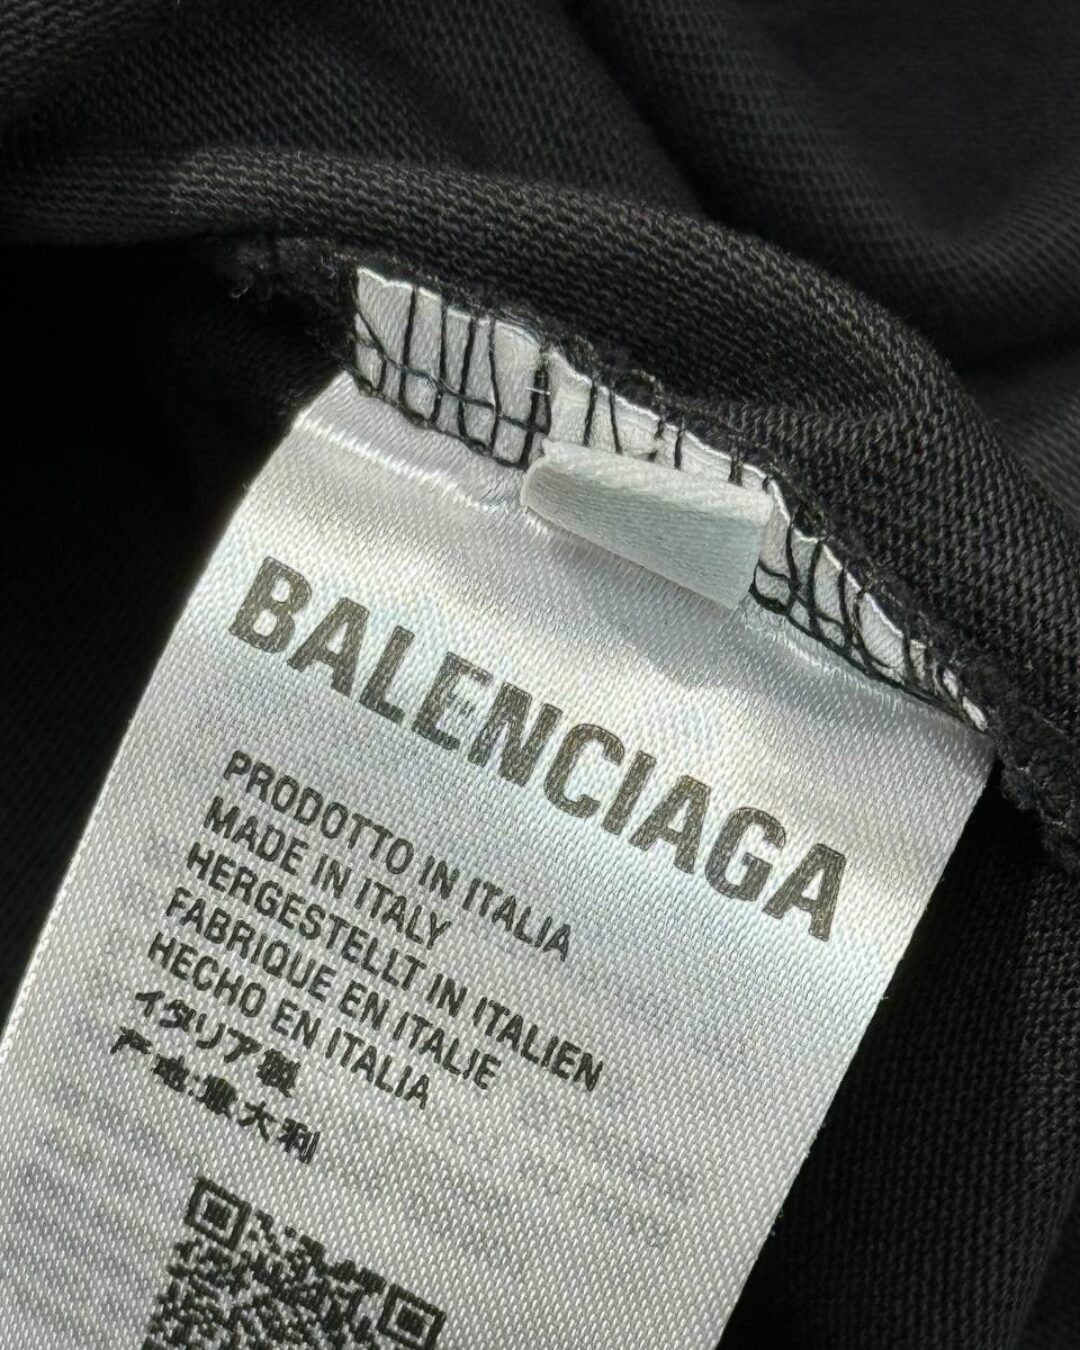 BALENCIAGA
PRODOTTO IN ITALIA
MADE IN ITALY
HERGESTELLT IN ITALIEN
FABRIQUE EN ITALIE
HECHO EN ITALIA
イタリア製
产地:意大利